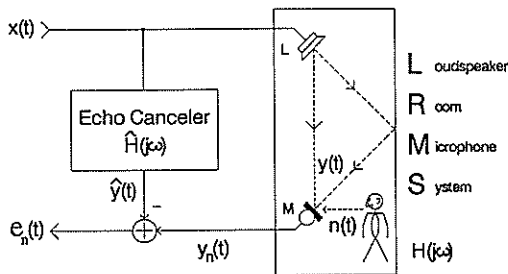 x(t)
L
L oudspeaker
R oom
M icrophone
S ystem
Echo Canceler
Ĥ(jω)
y(t)
ŷ(t)
−
M
n(t)
eₙ(t)
yₙ(t)
H(jω)